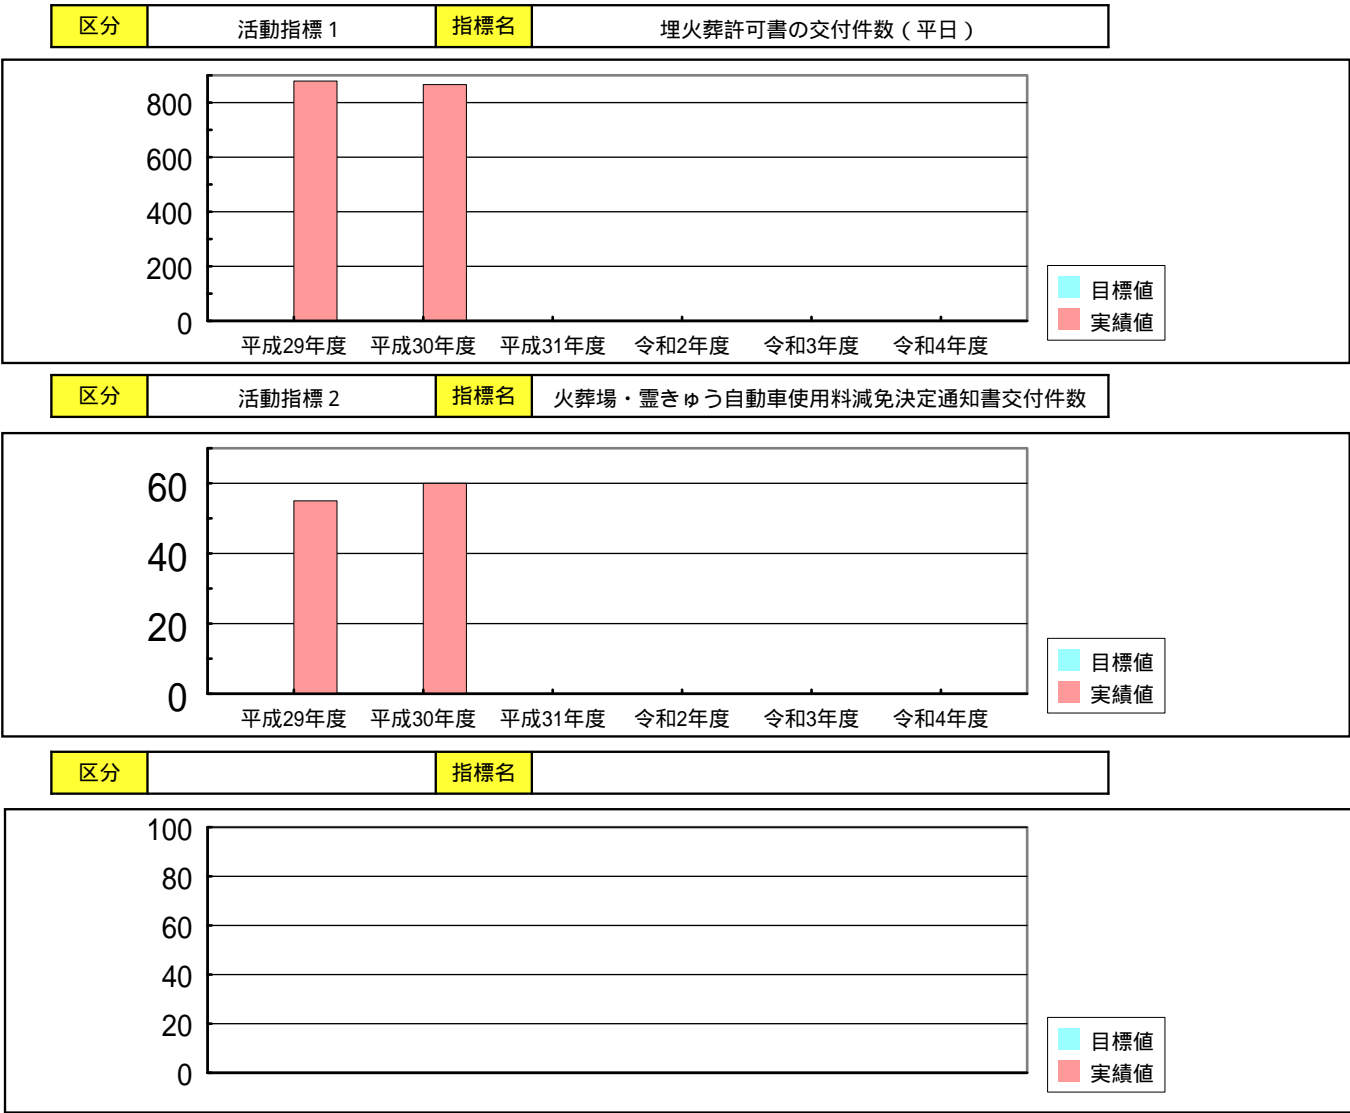 区分 活動指標1 指標名 埋火葬許可書の交付件数(平日)
800
600
400
200
0
平成29年度 平成30年度 平成31年度 令和2年度 令和3年度 令和4年度
目標値
実績値
区分 活動指標2 指標名 火葬場・霊きゅう自動車使用料減免決定通知書交付件数
60
40
20
0
平成29年度 平成30年度 平成31年度 令和2年度 令和3年度 令和4年度
目標値
実績値
区分 指標名
100
80
60
40
20
0
目標値
実績値